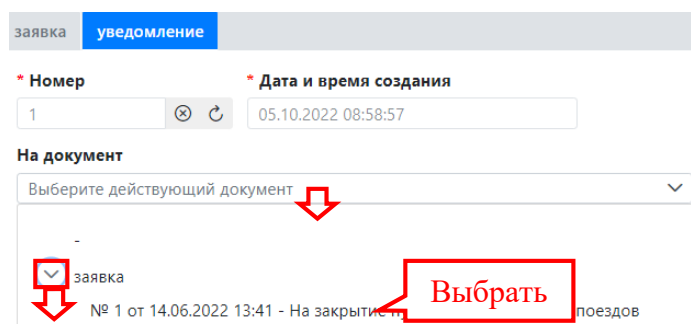 заявка уведомление
* Номер * Дата и время создания
1 05.10.2022 08:58:57
На документ
Выберите действующий документ
-
заявка
Выбрать
№ 1 от 14.06.2022 13:41 - На закрытие поездов